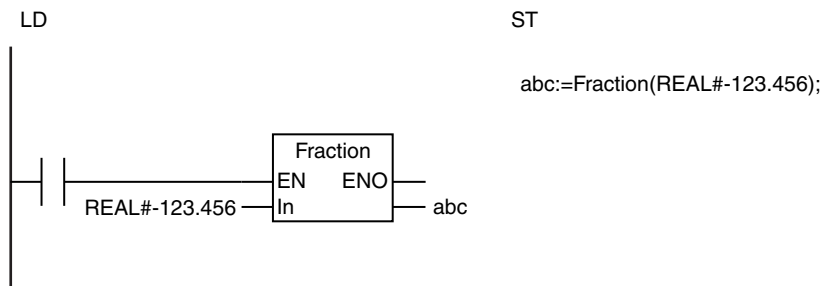 LD
ST
abc:=Fraction(REAL#-123.456);
Fraction
EN ENO
REAL#-123.456 In abc